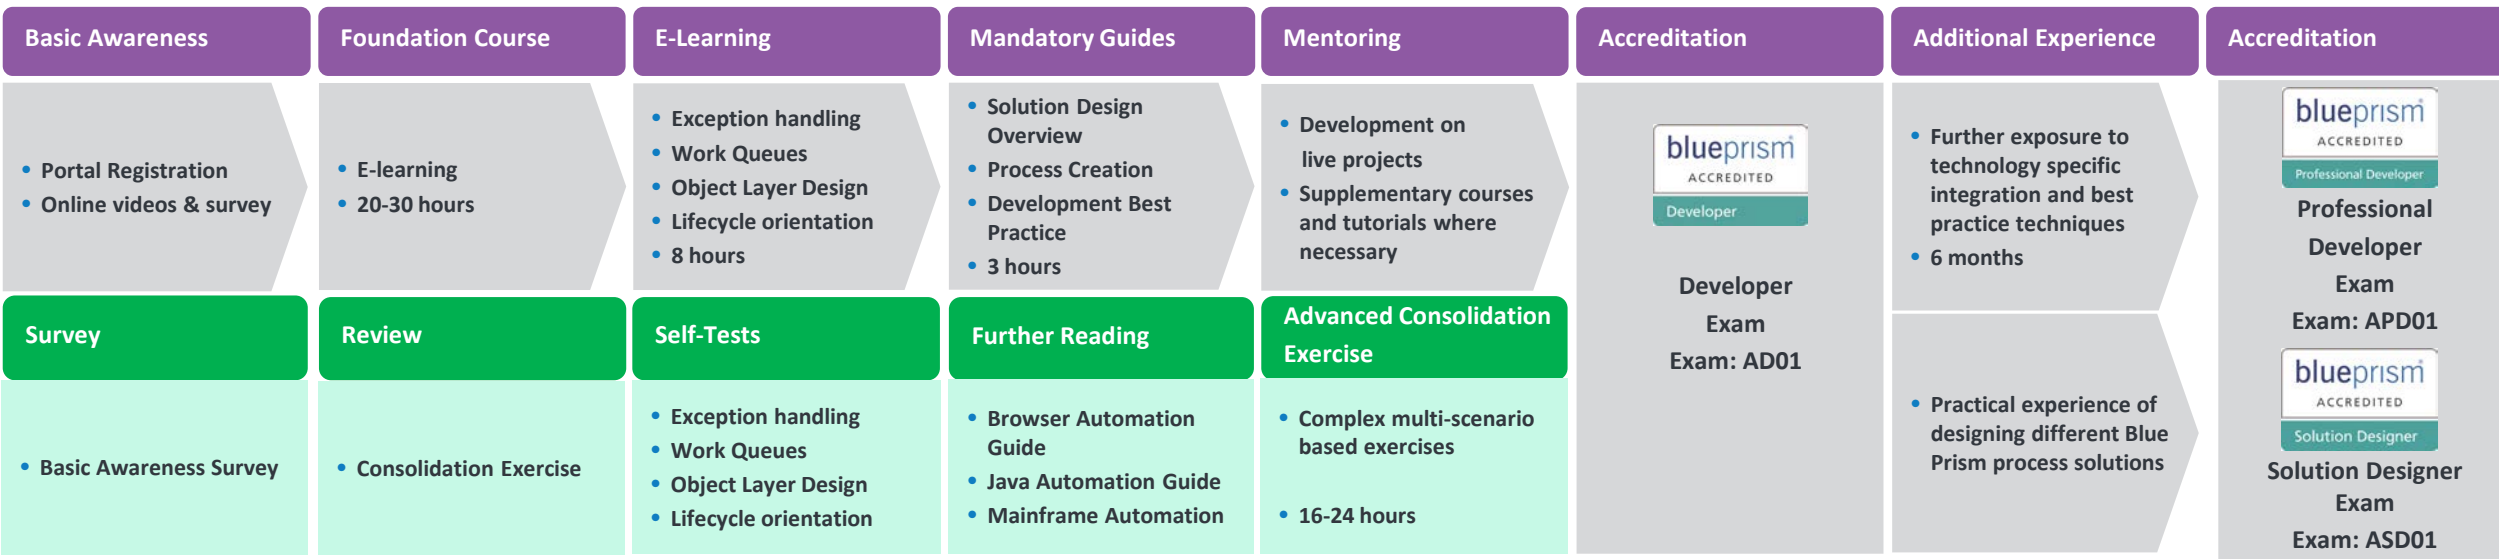 Basic Awareness
Foundation Course
E-Learning
Mandatory Guides
Mentoring
Accreditation
Additional Experience
Accreditation
• Portal Registration
• Online videos & survey
• E-learning
• 20-30 hours
• Exception handling
• Work Queues
• Object Layer Design
• Lifecycle orientation
• 8 hours
• Solution Design
Overview
• Process Creation
• Development Best
Practice
• 3 hours
• Development on
live projects
• Supplementary courses
and tutorials where
necessary
blueprism
ACCREDITED
Developer
Developer
Exam
Exam: AD01
• Further exposure to
technology specific
integration and best
practice techniques
• 6 months
blueprism
ACCREDITED
Professional Developer
Professional
Developer
Exam
Exam: APD01
Survey
Review
Self-Tests
Further Reading
Advanced Consolidation
Exercise
• Basic Awareness Survey
• Consolidation Exercise
• Exception handling
• Work Queues
• Object Layer Design
• Lifecycle orientation
• Browser Automation
Guide
• Java Automation Guide
• Mainframe Automation
• Complex multi-scenario
based exercises
• 16-24 hours
• Practical experience of
designing different Blue
Prism process solutions
blueprism
ACCREDITED
Solution Designer
Solution Designer
Exam
Exam: ASD01